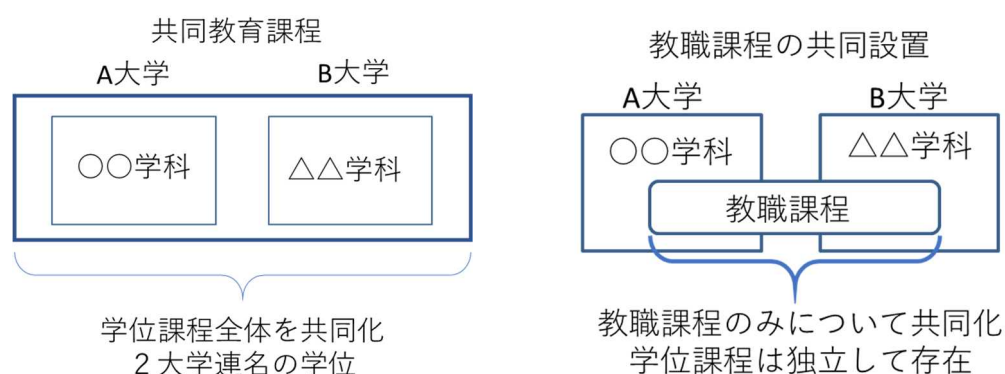 共同教育課程
A大学
B大学
○○学科
△△学科
学位課程全体を共同化
２大学連名の学位
教職課程の共同設置
A大学
B大学
○○学科
△△学科
教職課程
教職課程のみについて共同化
学位課程は独立して存在